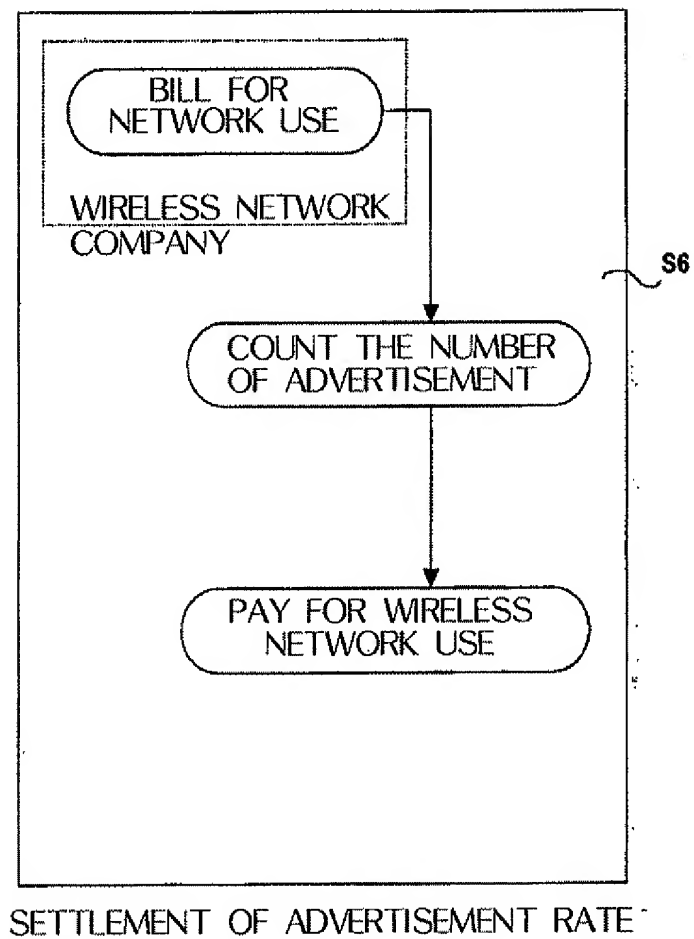 BILL FOR
NETWORK USE
WIRELESS NETWORK
COMPANY
S6
COUNT THE NUMBER
OF ADVERTISEMENT
PAY FOR WIRELESS
NETWORK USE
SETTLEMENT OF ADVERTISEMENT RATE